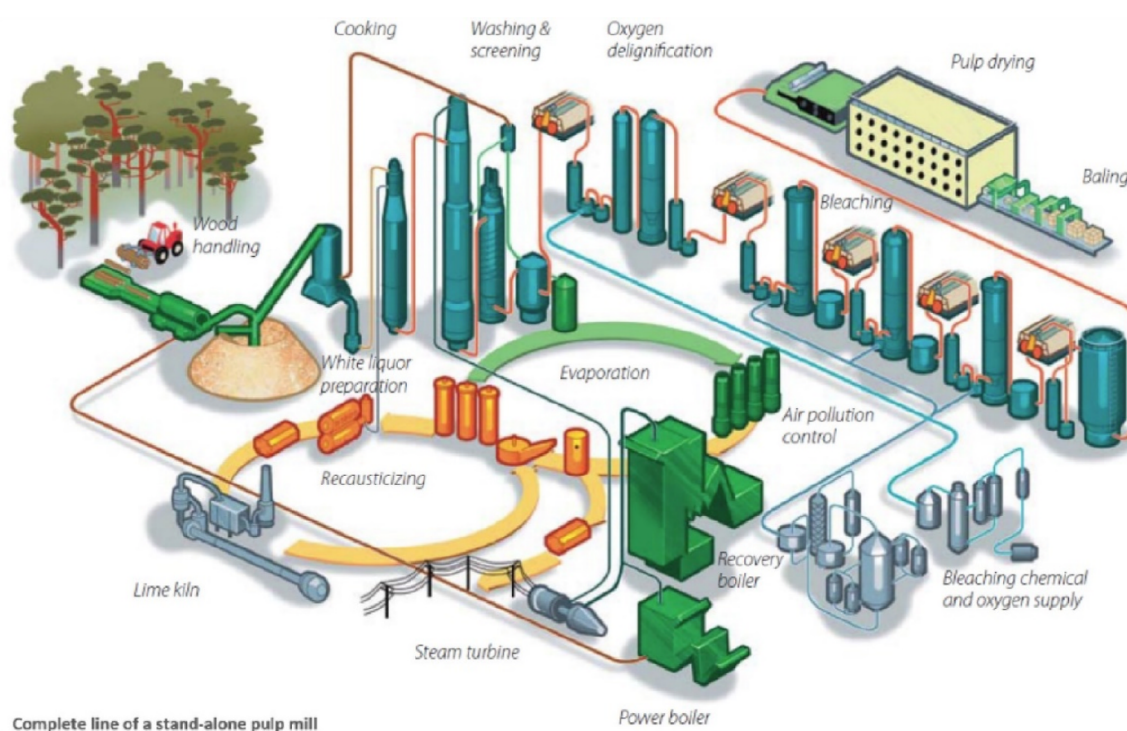 Cooking
Washing &
screening
Oxygen
delignification
Pulp drying
Baling
Wood
handling
Bleaching
White liquor
preparation
Evaporation
Air pollution
control
Recausticizing
Lime kiln
Recovery
boiler
Bleaching chemical
and oxygen supply
Steam turbine
Power boiler
Complete line of a stand-alone pulp mill